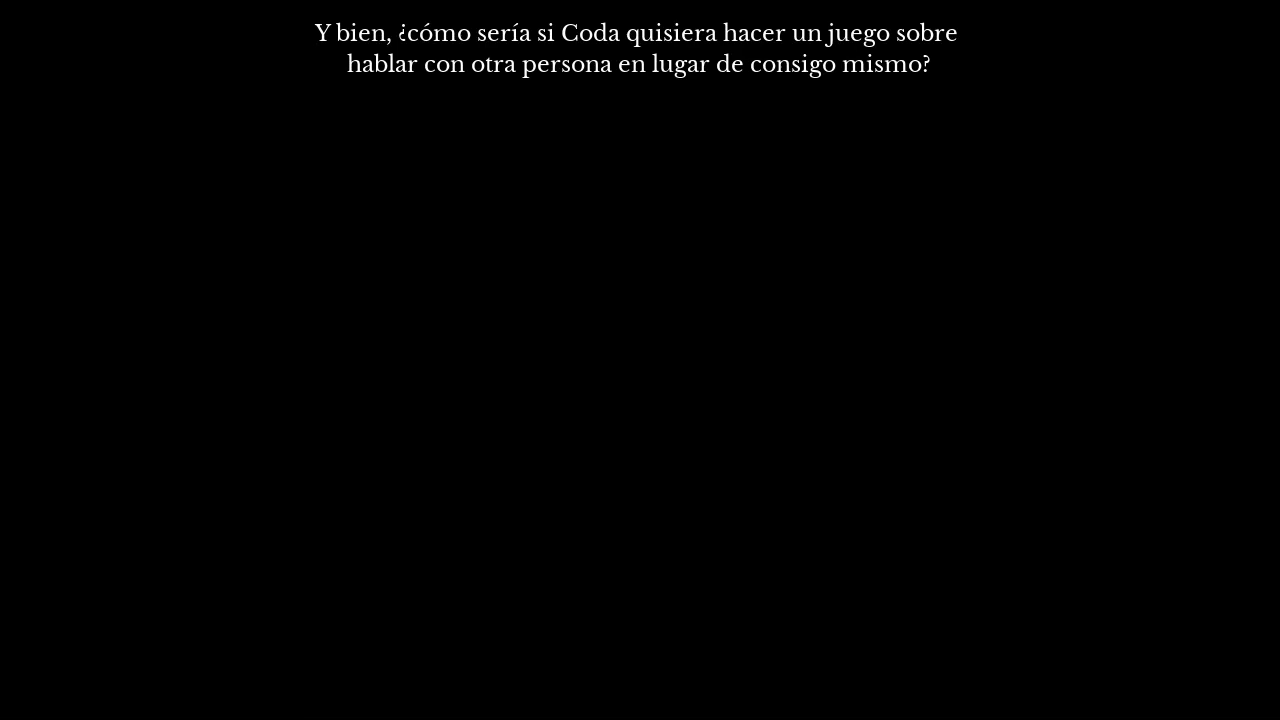 Y bien, ¿cómo sería si Coda quisiera hacer un juego sobre
hablar con otra persona en lugar de consigo mismo?